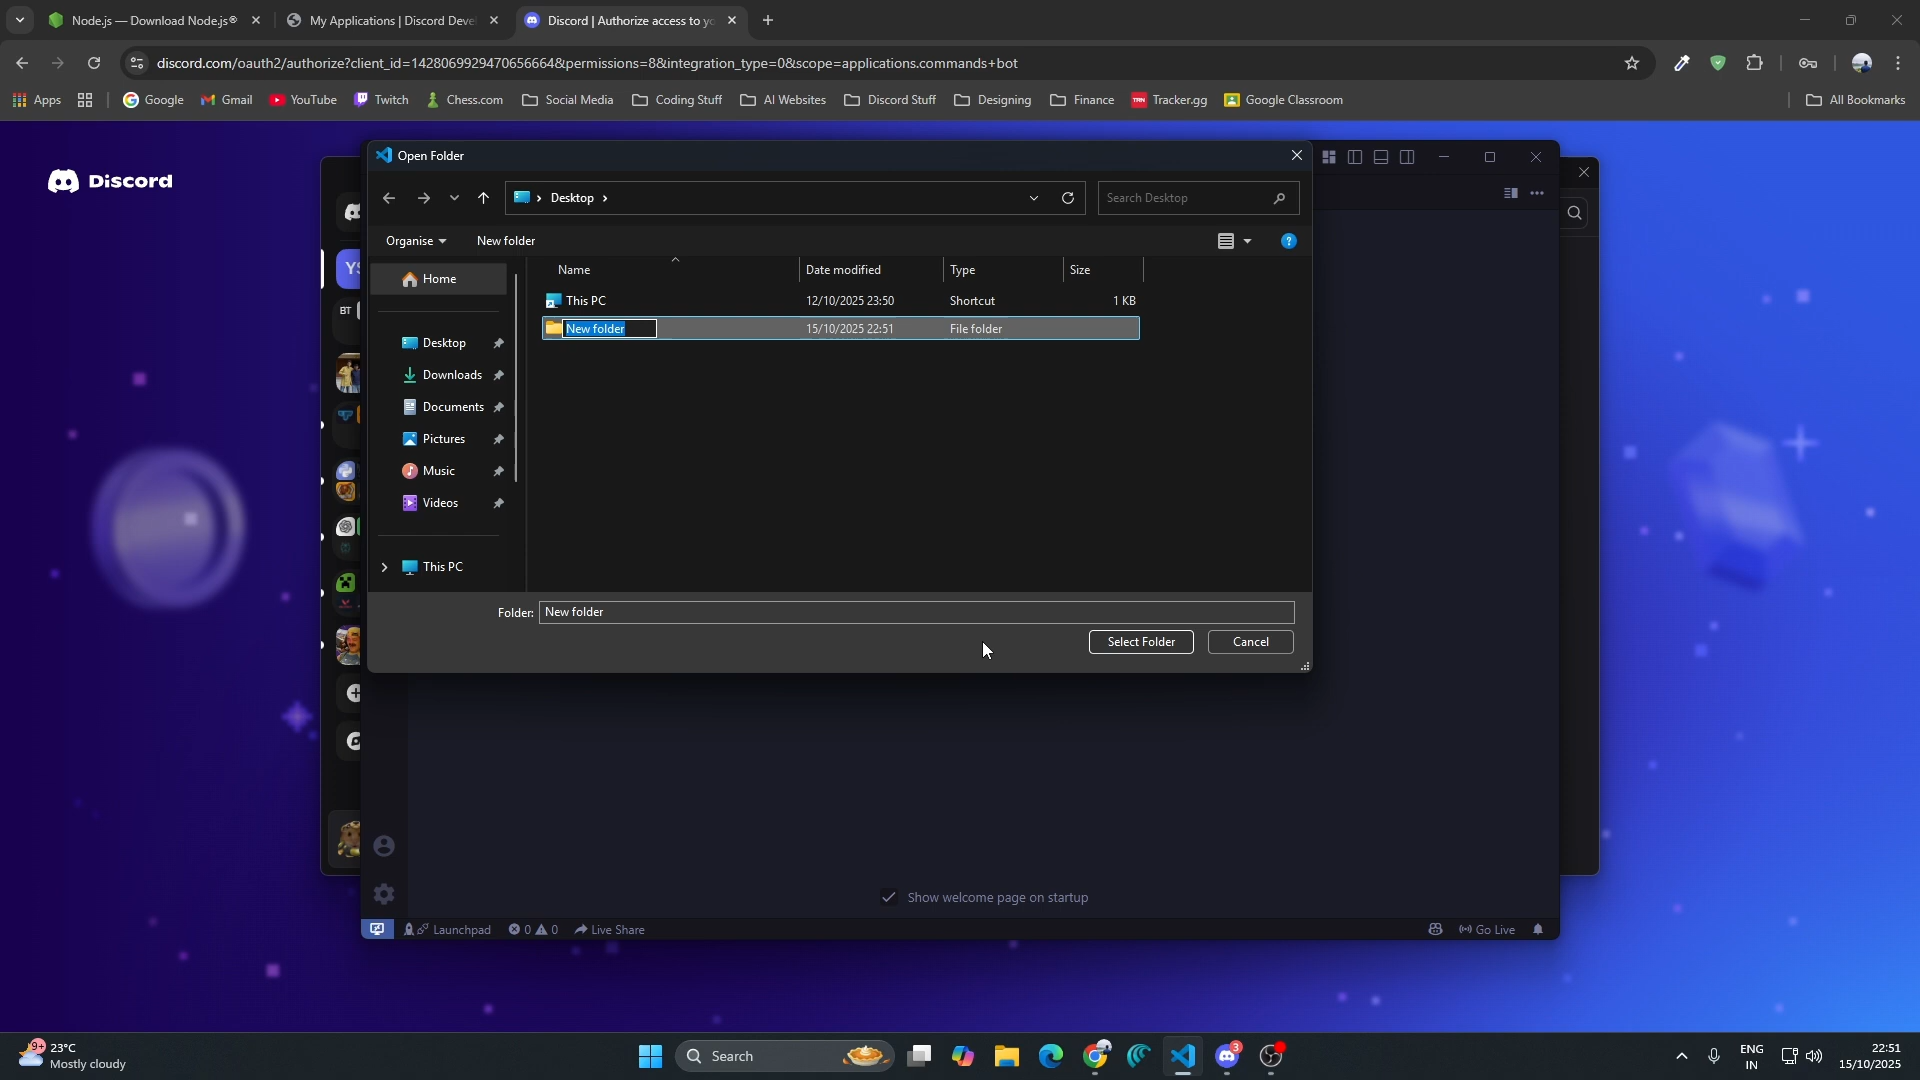 Node.js — Download Node.js®
My Applications | Discord Deve
Discord | Authorize access to yo
discord.com/oauth2/authorize?client_id=1428069929470656664&permissions=8&integration_type=0&scope=applications.commands+bot
Apps
Google
Gmail
YouTube
Twitch
Chess.com
Social Media
Coding Stuff
AI Websites
Discord Stuff
Designing
Finance
TRN
Tracker.gg
Google Classroom
All Bookmarks
Discord
Open Folder
Desktop
Search Desktop
Organise
New folder
Name
Date modified
Type
Size
Home
This PC
12/10/2025 23:50
Shortcut
1 KB
New folder
15/10/2025 22:51
File folder
Desktop
Downloads
Documents
Pictures
Music
Videos
This PC
YS
BT
Folder:
New folder
Select Folder
Cancel
Show welcome page on startup
Launchpad
0
0
Live Share
Go Live
9+
23°C
Mostly cloudy
Search
3
ENG
IN
22:51
15/10/2025